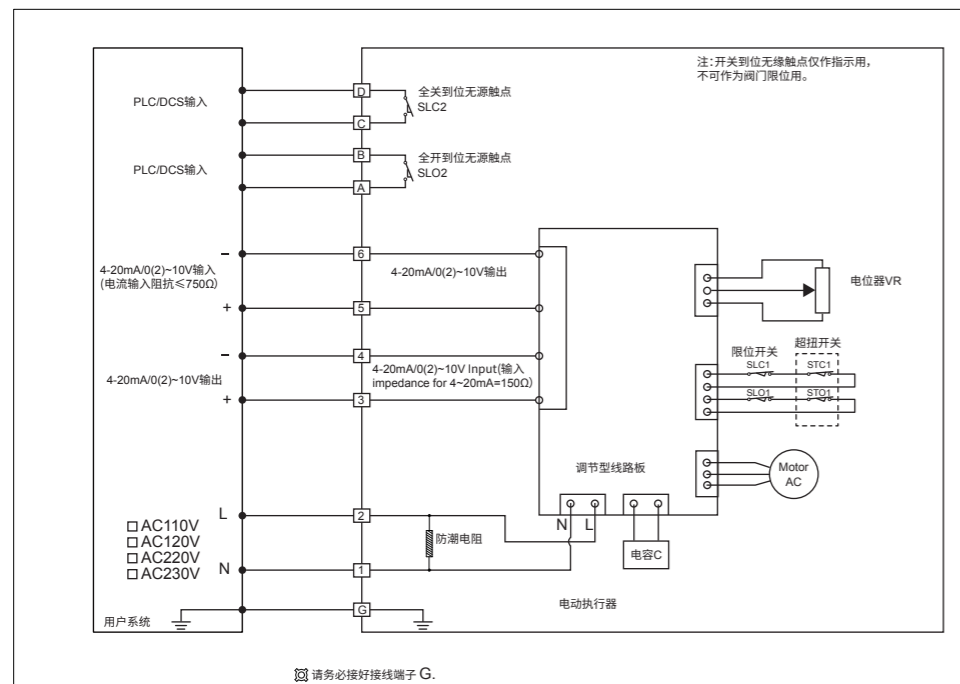 注:开关到位无缘触点仅作指示用，
不可作为阀门限位用。
PLC/DCS输入
D
全关到位无源触点
SLC2
C
PLC/DCS输入
B
全开到位无源触点
SLO2
A
4-20mA/0(2)~10V输入
(电流输入阻抗≤750Ω)
−
6
4-20mA/0(2)~10V输出
+
5
电位器VR
4-20mA/0(2)~10V输出
−
4
4-20mA/0(2)~10V Input(输入
impedance for 4~20mA=150Ω)
+
3
限位开关
超扭开关
SLC1
STC1
SLO1
STO1
调节型线路板
Motor
AC
□ AC110V
□ AC120V
□ AC220V
□ AC230V
L
2
防潮电阻
N L
电容C
N
1
用户系统
G
电动执行器
请务必接好接线端子 G.